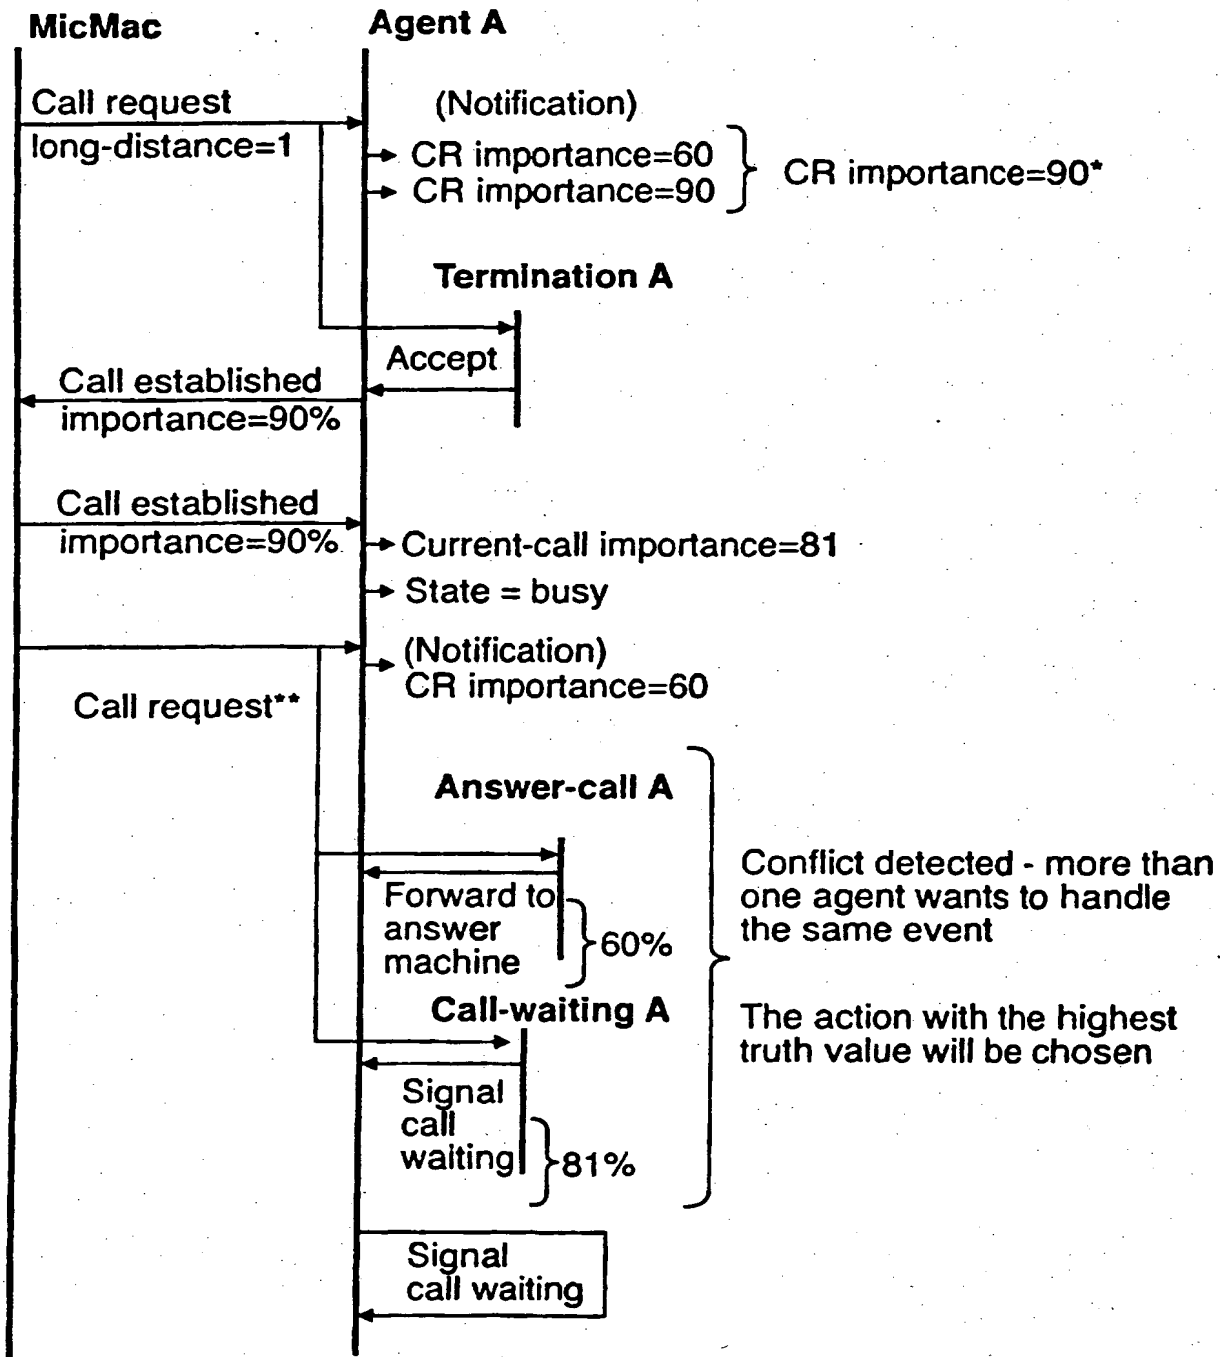 MicMac
Agent A
Call request
long-distance=1
(Notification)
CR importance=60
CR importance=90
CR importance=90*
Termination A
Accept
Call established
importance=90%
Call established
importance=90%
Current-call importance=81
State = busy
(Notification)
CR importance=60
Call request**
Answer-call A
Forward to
answer
machine
60%
Conflict detected - more than
one agent wants to handle
the same event
Call-waiting A
The action with the highest
truth value will be chosen
Signal
call
waiting
81%
Signal
call waiting